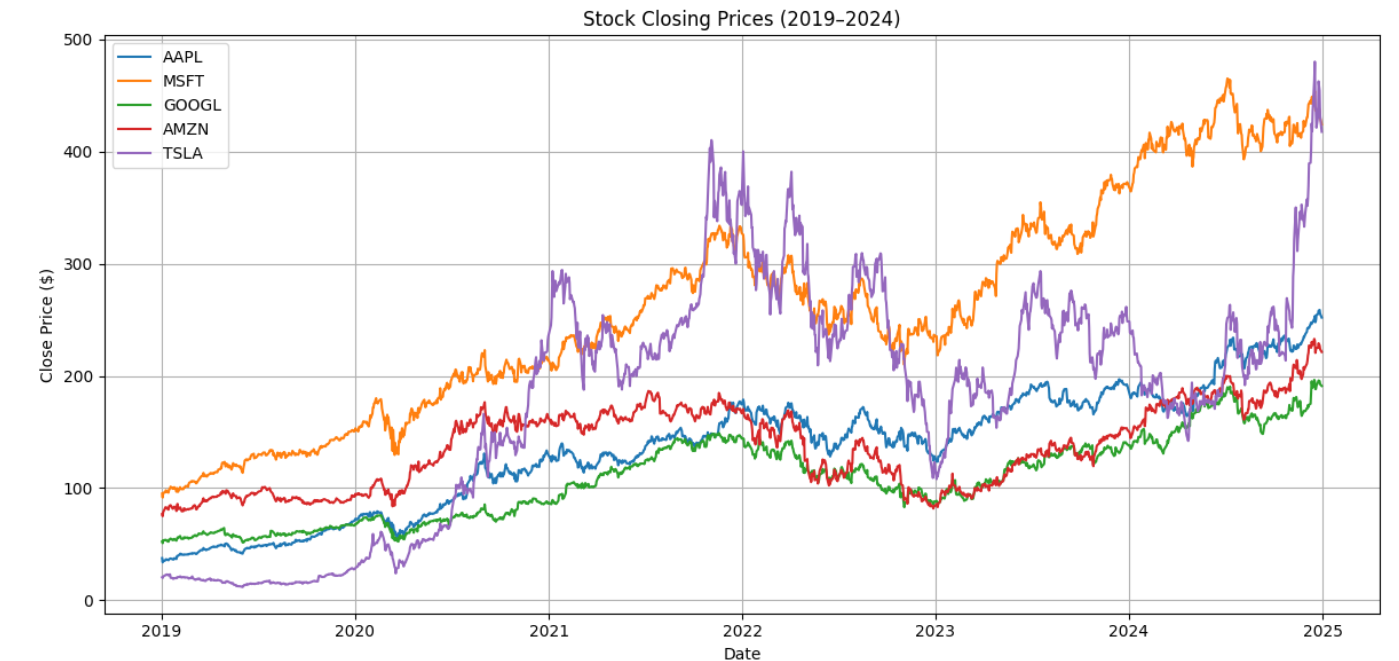 Stock Closing Prices (2019–2024)
500
400
300
200
100
0
Close Price ($)
AAPL
MSFT
GOOGL
AMZN
TSLA
2019 2020 2021 2022 2023 2024 2025
Date